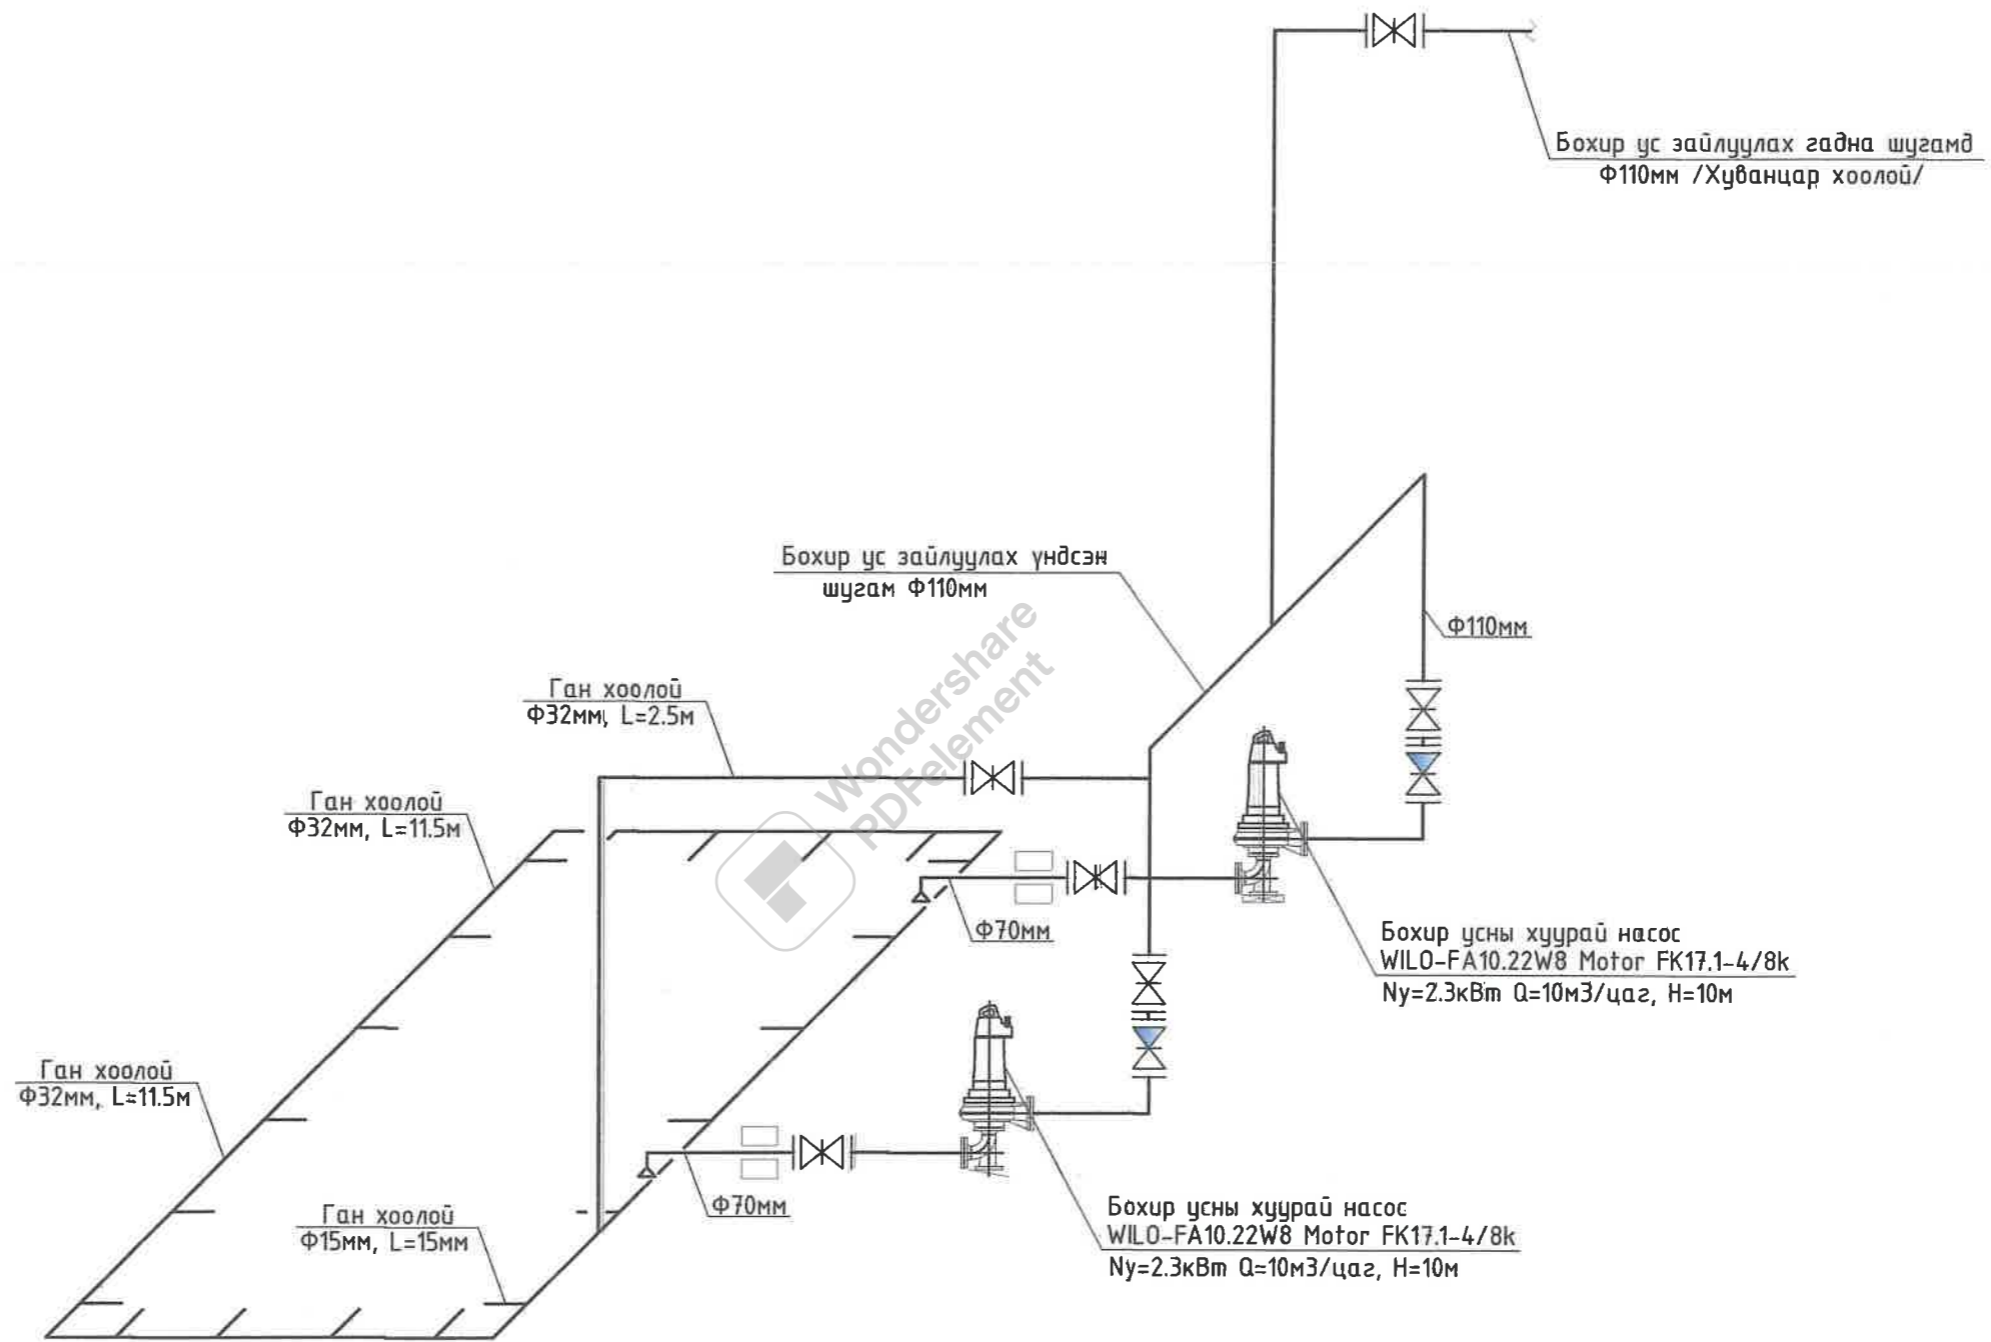 Бохир ус зайлуулах гадна шугамд
Ф110мм /Хуванцар хоолой/
Бохир ус зайлуулах үндсэн
шугам Ф110мм
Ф110мм
Ган хоолой
Ф32мм, L=2.5м
Ган хоолой
Ф32мм, L=11.5м
Wondershare
PDFelement
Ф70мм
Бохир усны хуурай насос
WILO-FA10.22W8 Motor FK17.1-4/8k
Ny=2.3кВт Q=10м3/цаг, H=10м
Ган хоолой
Ф32мм, L=11.5м
Ф70мм
Ган хоолой
Ф15мм, L=15мм
Бохир усны хуурай насос
WILO-FA10.22W8 Motor FK17.1-4/8k
Ny=2.3кВт Q=10м3/цаг, H=10м